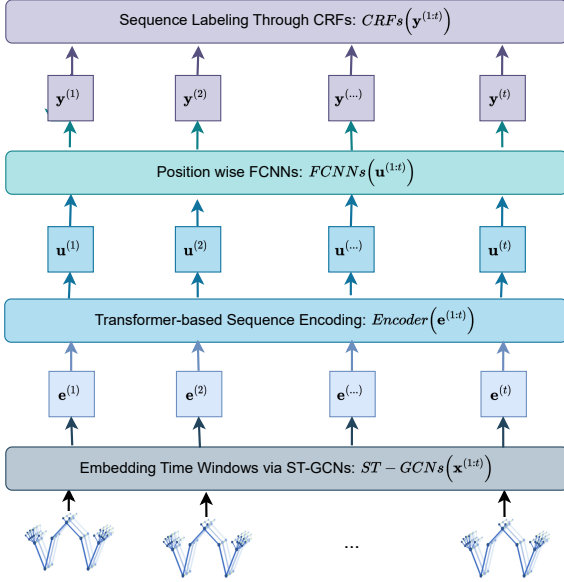 Sequence Labeling Through CRFs: CRFs(y^(1:t))
y^(1) y^(2) y^(...) y^(t)
Position wise FCNNs: FCNNs(u^(1:t))
u^(1) u^(2) u^(...) u^(t)
Transformer-based Sequence Encoding: Encoder(e^(1:t))
e^(1) e^(2) e^(...) e^(t)
Embedding Time Windows via ST-GCNs: ST − GCNs(x^(1:t))
...